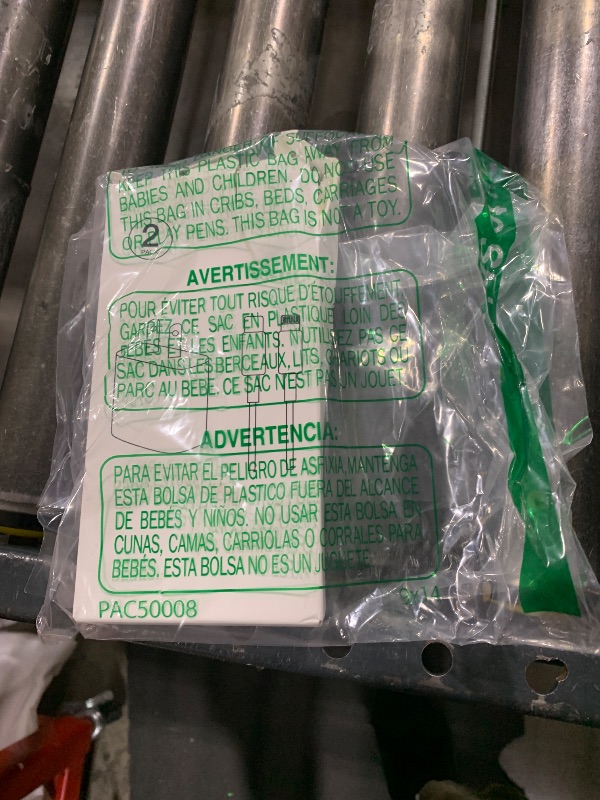 KEEP THIS PLASTIC BAG AWAY FROM
BABIES AND CHILDREN. DO NOT USE
THIS BAG IN CRIBS, BEDS, CARRIAGES
OR PLAY PENS. THIS BAG IS NOT A TOY.
2
AVERTISSEMENT:
POUR ÉVITER TOUT RISQUE D'ÉTOUFFEMENT
GARDEZ CE SAC EN PLASTIQUE LOIN DES
BÉBÉS ET LES ENFANTS. N'UTILISEZ PAS CE
SAC DANS LES BERCEAUX, LITS, CHARIOTS OU
PARC AU BEBE. CE SAC N'EST PAS UN JOUET.
ADVERTENCIA:
PARA EVITAR EL PELIGRO DE ASFIXIA, MANTENGA
ESTA BOLSA DE PLASTICO FUERA DEL ALCANCE
DE BEBÉS Y NINOS. NO USAR ESTA BOLSA EN
CUNAS, CAMAS, CARRIOLAS O CORRALES PARA
BEBÉS. ESTA BOLSA NO ES UN JUGUETE.
PAC50008
9x14